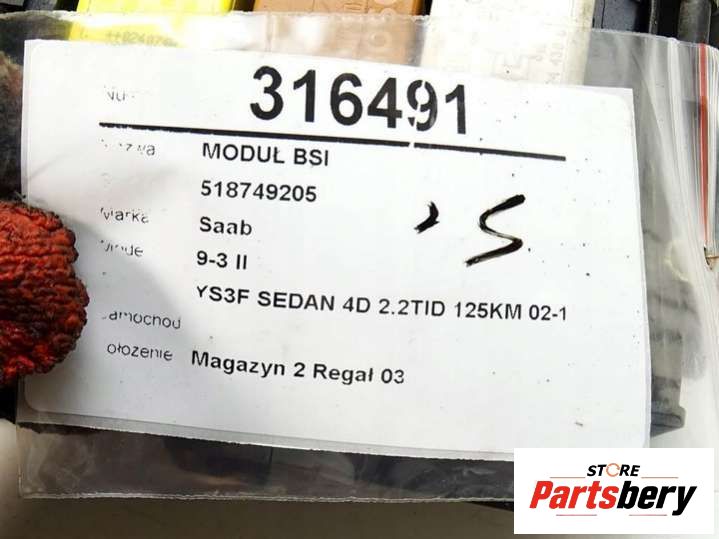 316491
MODUŁ BSI
518749205
Marka Saab
9-3 II
YS3F SEDAN 4D 2.2TID 125KM 02-1
Magazyn 2 Regał 03
STORE
Partsbery